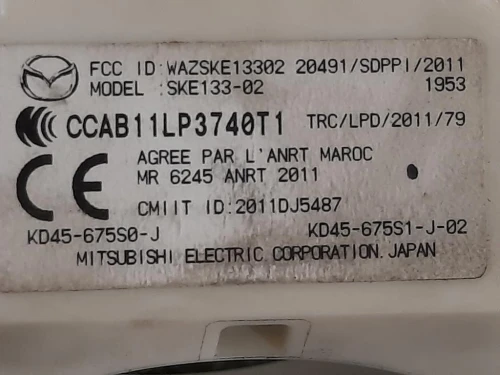 FCC ID:WAZSKE13302 20491/SDPPI/2011
MODEL :SKE133-02 1953
CCAB11LP3740T1 TRC/LPD/2011/79
CE AGREE PAR L'ANRT MAROC
MR 6245 ANRT 2011
CMIIT ID:2011DJ5487
KD45-675S0-J KD45-675S1-J-02
MITSUBISHI ELECTRIC CORPORATION.JAPAN